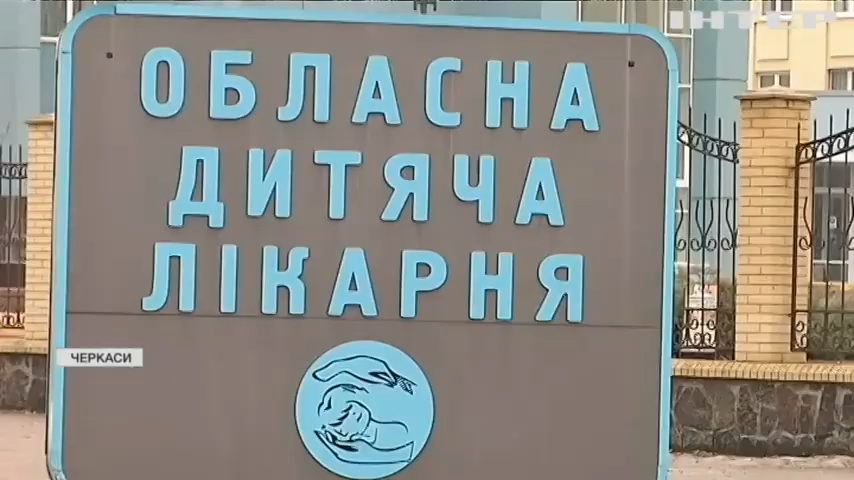 ІНТЕР
ОБЛАСНА
ДИТЯЧА
ЛІКАРНЯ
ЧЕРКАСИ